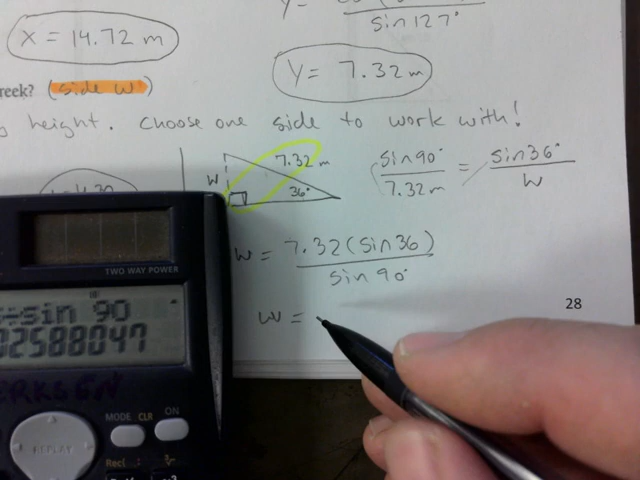 sin 127°
x = 14.72 m
y = 7.32 m
reek? (side w)
height. Choose one side to work with!
W
7.32 m
36°
sin 90° = sin 36°
7.32 m W
W = 7.32 (sin 36)
sin 90°
W =
28
TWO WAY POWER
÷sin 90
02588047
MODE CLR ON
REPLAY